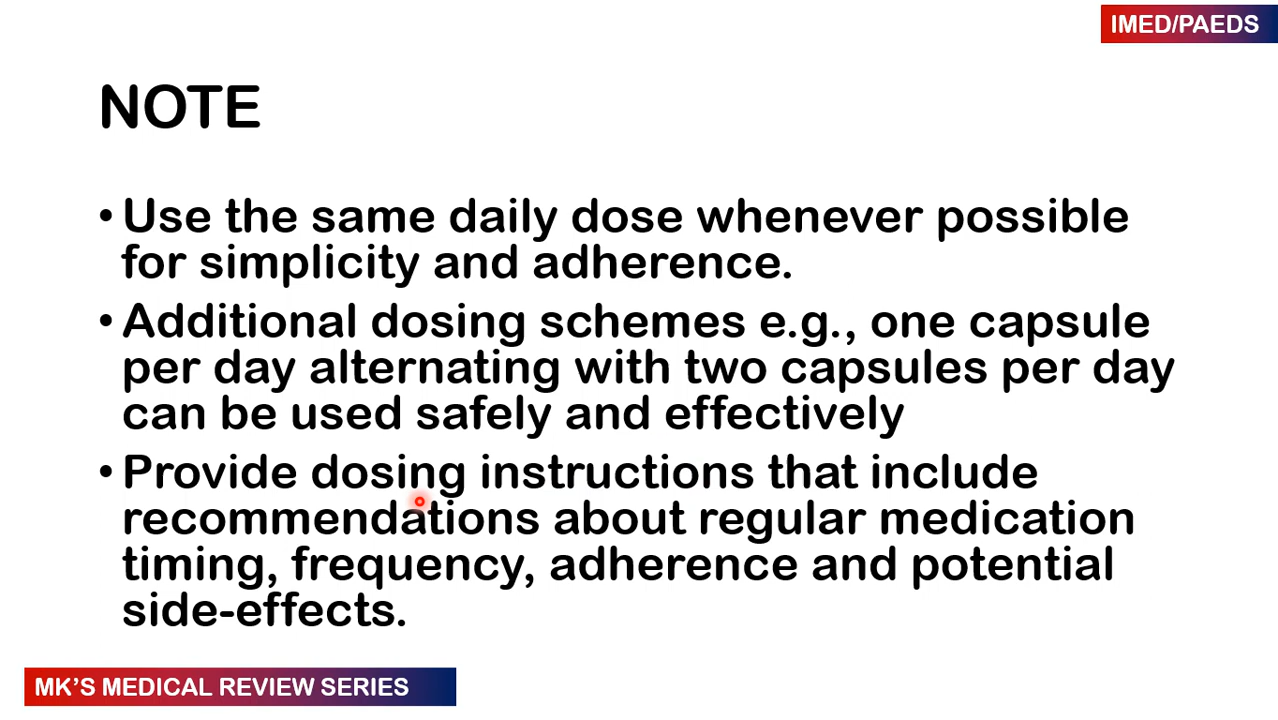 IMED/PAEDS
NOTE
• Use the same daily dose whenever possible
for simplicity and adherence.
• Additional dosing schemes e.g., one capsule
per day alternating with two capsules per day
can be used safely and effectively
• Provide dosing instructions that include
recommendations about regular medication
timing, frequency, adherence and potential
side-effects.
MK'S MEDICAL REVIEW SERIES